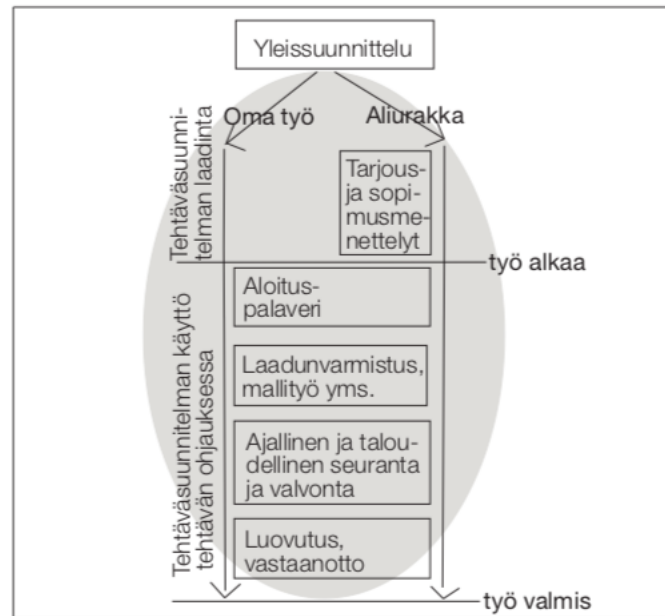 Yleissuunnittelu
Oma työ
Aliurakka
Tehtäväsuunni-
telman laadinta
Tarjous-
ja sopi-
musme-
nettelyt
työ alkaa
Aloitus-
palaveri
Tehtäväsuunnitelman käyttö
tehtävän ohjauksessa
Laadunvarmistus,
mallityö yms.
Ajallinen ja talou-
dellinen seuranta
ja valvonta
Luovutus,
vastaanotto
työ valmis